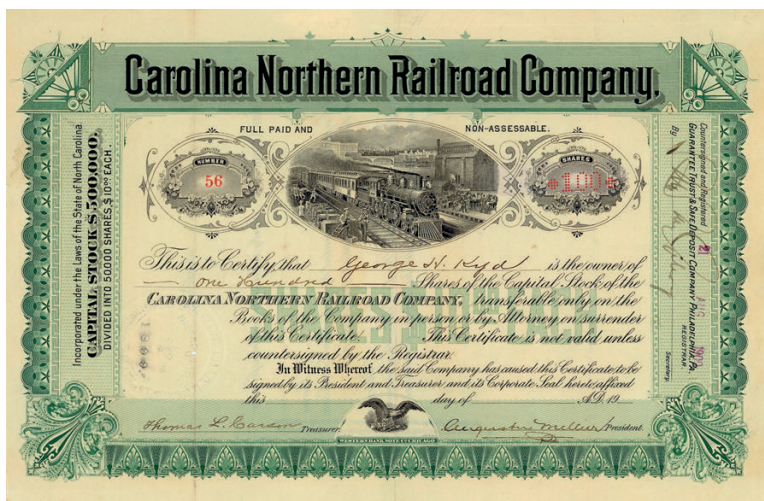 Carolina Northern Railroad Company.
FULL PAID AND NON-ASSESSABLE.
NUMBER
56
SHARES
100
Incorporated under the Laws of the State of North Carolina.
CAPITAL STOCK $500,000.
DIVIDED INTO 50000 SHARES, $10.00 EACH.
This is to Certify, that George N. Kyd is the owner of
one Hundred Shares of the Capital Stock of the
CAROLINA NORTHERN RAILROAD COMPANY, transferable only on the
Books of the Company in person or by Attorney on surrender
of this Certificate. This Certificate is not valid unless
countersigned by the Registrar.
In Witness Whereof the said Company has caused this Certificate to be
signed by its President and Treasurer and its Corporate Seal hereto affixed
this day of A.D. 19
Thomas L. Carson Treasurer. Augustus Mellier President.
WESTERN BANK NOTE CO. CHICAGO
Countersigned and Registered
GUARANTEE TRUST & SAFE DEPOSIT COMPANY PHILADELPHIA, PA.
REGISTRAR.
By
Secretary.
AUG